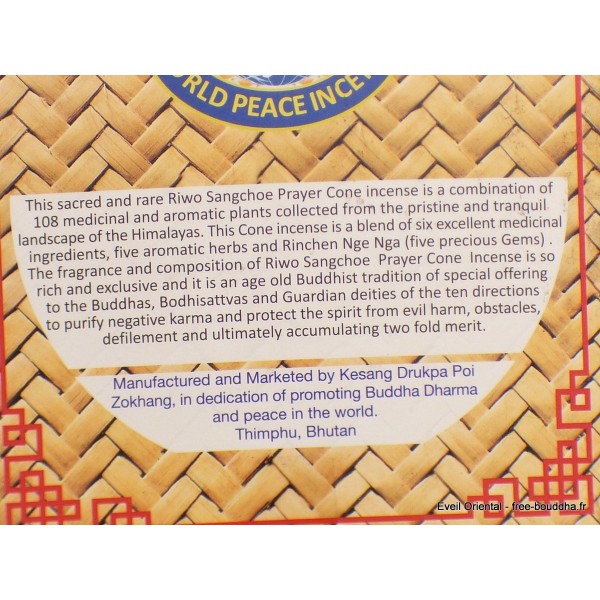 WORLD PEACE INCE
This sacred and rare Riwo Sangchoe Prayer Cone incense is a combination of
108 medicinal and aromatic plants collected from the pristine and tranquil
landscape of the Himalayas. This Cone incense is a blend of six excellent medicinal
ingredients, five aromatic herbs and Rinchen Nge Nga (five precious Gems) .
The fragrance and composition of Riwo Sangchoe Prayer Cone Incense is so
rich and exclusive and it is an age old Buddhist tradition of special offering
to the Buddhas, Bodhisattvas and Guardian deities of the ten directions
to purify negative karma and protect the spirit from evil harm, obstacles,
defilement and ultimately accumulating two fold merit.
Manufactured and Marketed by Kesang Drukpa Poi
Zokhang, in dedication of promoting Buddha Dharma
and peace in the world.
Thimphu, Bhutan
Eveil Oriental - free-bouddha.fr